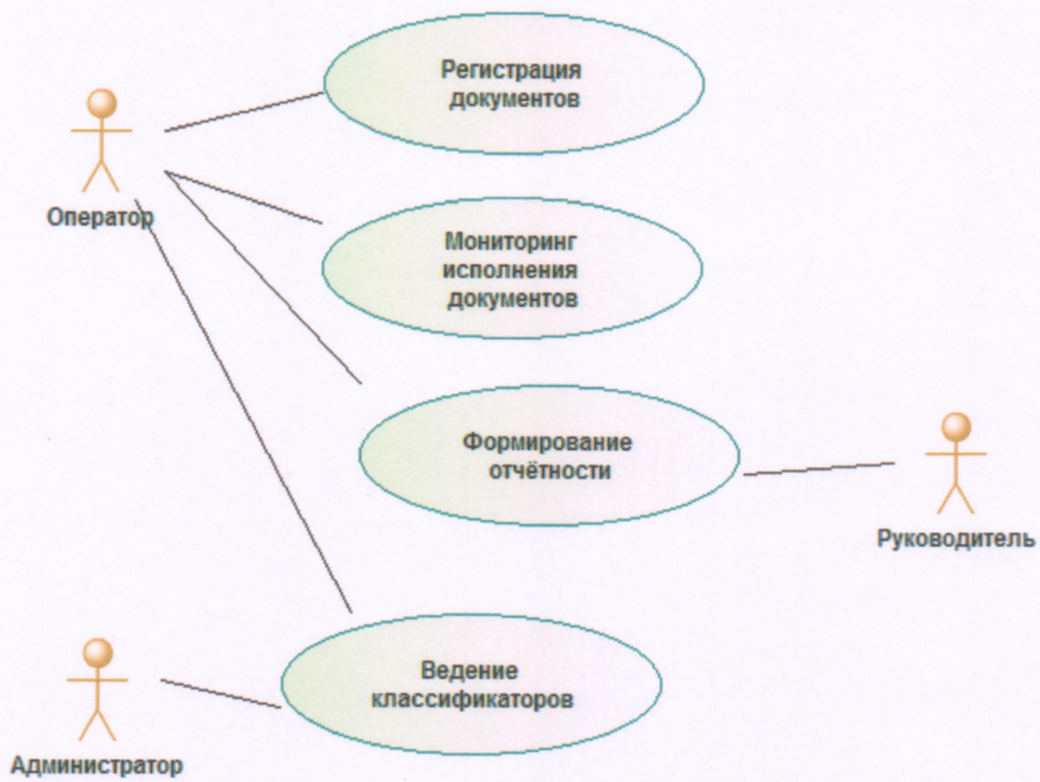 Регистрация
документов
Оператор
Мониторинг
исполнения
документов
Формирование
отчётности
Руководитель
Ведение
классификаторов
Администратор